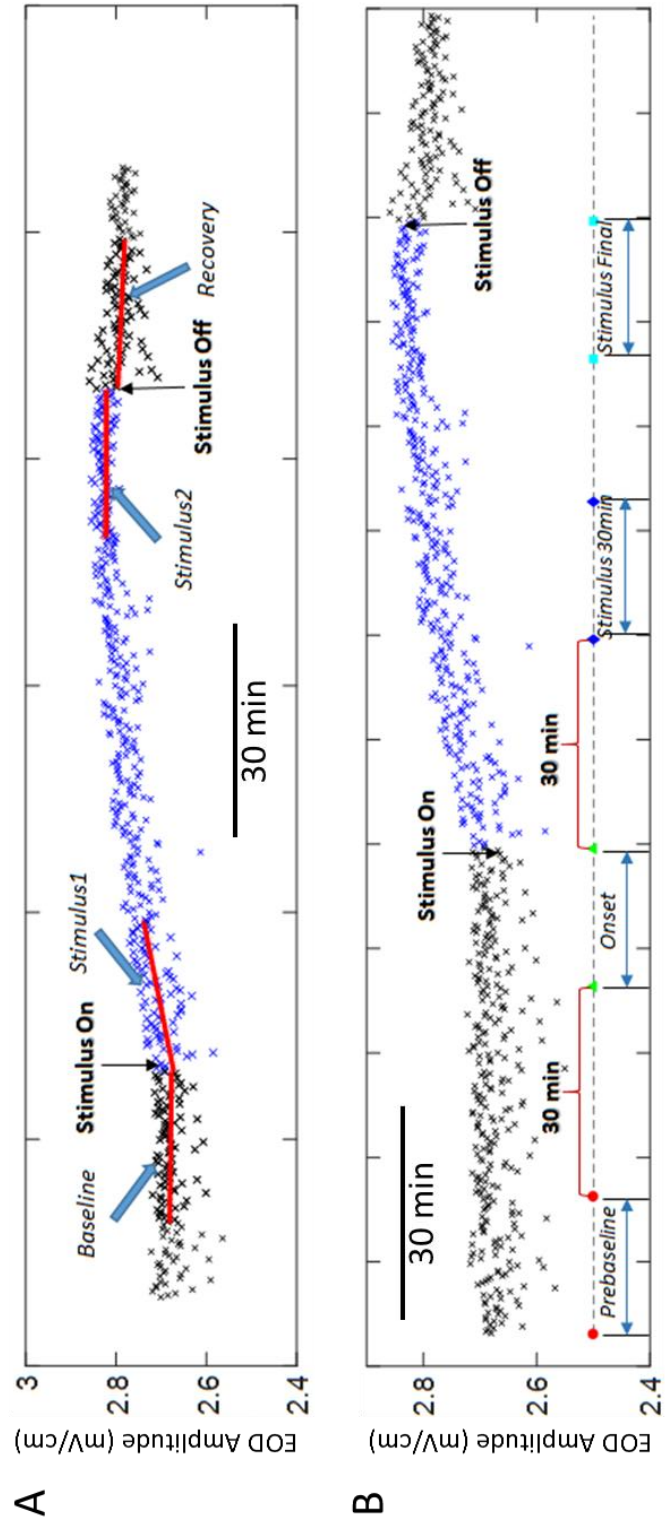 A
EOD Amplitude (mV/cm)
3
2.8
2.6
2.4
Baseline
Stimulus On
Stimulus1
30 min
Stimulus2
Stimulus Off
Recovery
B
EOD Amplitude (mV/cm)
2.8
2.6
2.4
30 min
Stimulus On
Stimulus Off
30 min
30 min
Prebaseline
Onset
Stimulus 30min
Stimulus Final